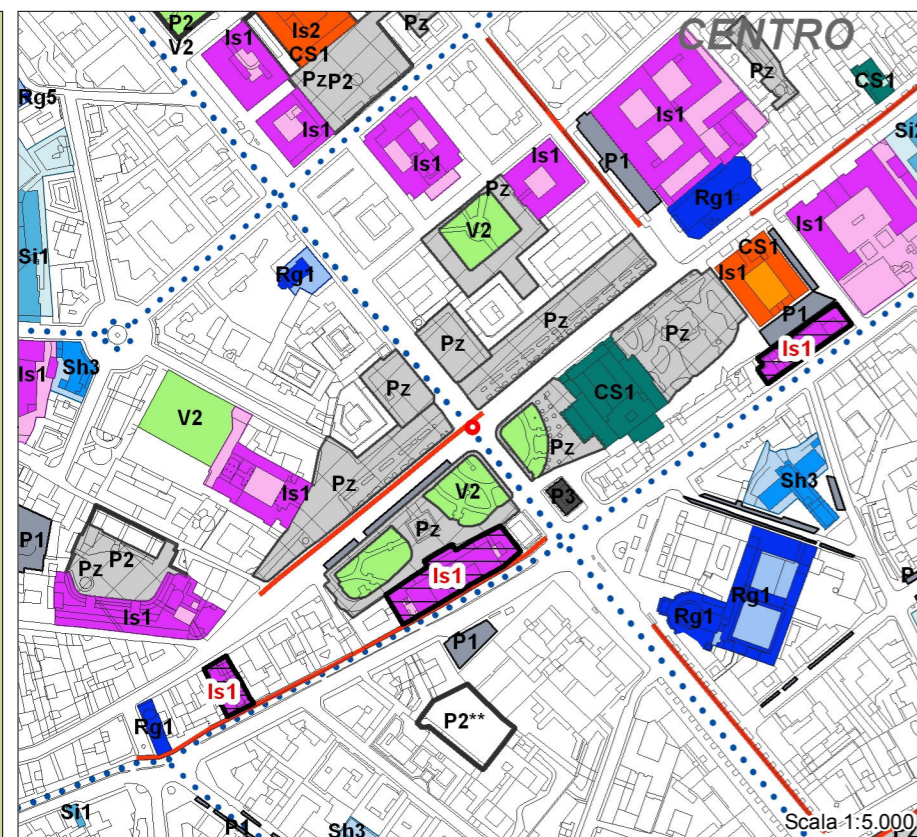 P2
V2
Is1
Is2
CS1
Pz
P2
Pz
CENTRO
Pz
CS1
Rg5
Is1
Is1
Is1
Is1
P1
Pz
V2
Rg1
Is1
CS1
Is1
Si1
Rg1
Pz
Pz
Pz
P1
Is1
Pz
CS1
Is1
Sh3
V2
Pz
Is1
Pz
V2
Pz
P3
Sh3
P1
P2
Pz
Is1
Is1
Rg1
Rg1
P1
Is1
Rg1
P2**
Si1
P1
Sh3
Scala 1:5.000